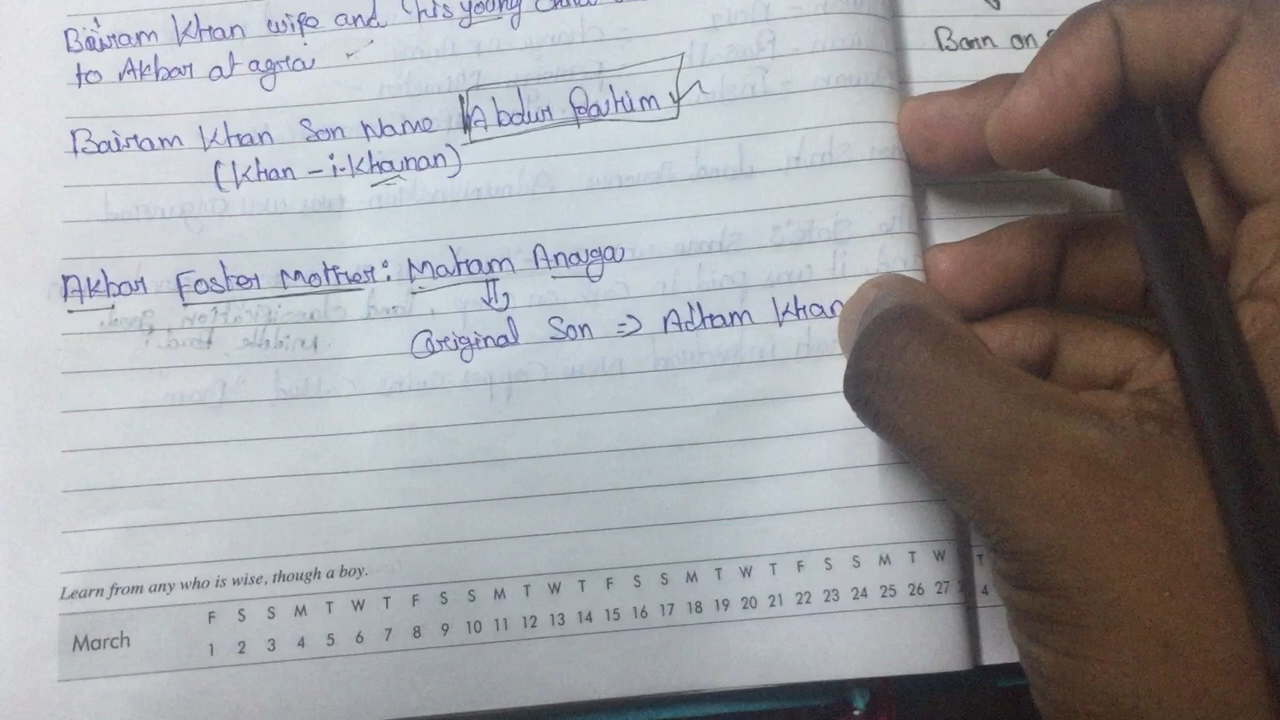 Bairam Khan wife and his young child
to Akbar at agra
Bairam Khan Son Name Abdur Rahim
(Khan-i-Khanan)
Akbar Foster Mother: Maham Anaga
Original Son => Adham Khan
Learn from any who is wise, though a boy.
F S S M T W T F S S M T W T F S S M T W T F S S M T W T
March 1 2 3 4 5 6 7 8 9 10 11 12 13 14 15 16 17 18 19 20 21 22 23 24 25 26 27 4
Born on